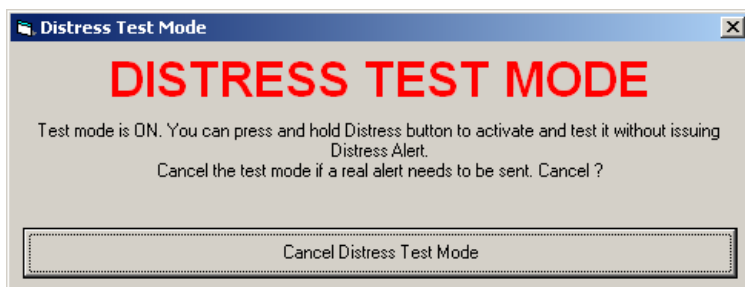 Distress Test Mode
DISTRESS TEST MODE
Test mode is ON. You can press and hold Distress button to activate and test it without issuing
Distress Alert.
Cancel the test mode if a real alert needs to be sent. Cancel ?
Cancel Distress Test Mode